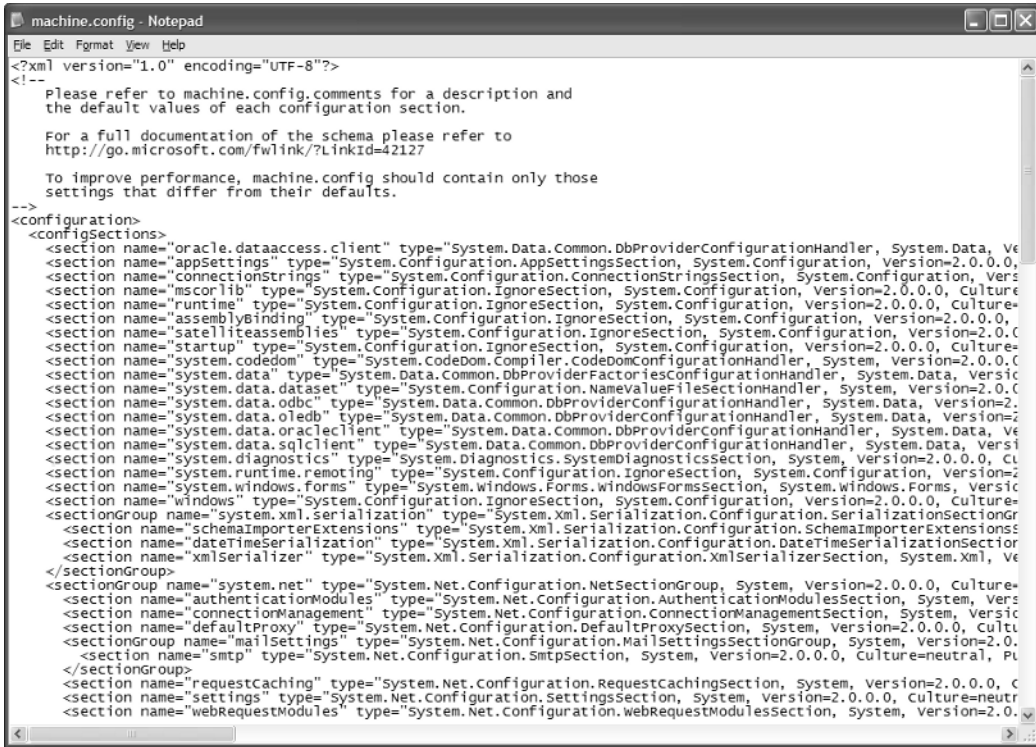 machine.config - Notepad
File Edit Format View Help
<?xml version="1.0" encoding="UTF-8"?>
<!--
    Please refer to machine.config.comments for a description and
    the default values of each configuration section.

    For a full documentation of the schema please refer to
    http://go.microsoft.com/fwlink/?LinkId=42127

    To improve performance, machine.config should contain only those
    settings that differ from their defaults.
-->
<configuration>
  <configSections>
    <section name="oracle.dataaccess.client" type="System.Data.Common.DbProviderConfigurationHandler, System.Data, Ve
    <section name="appSettings" type="System.Configuration.AppSettingsSection, System.Configuration, Version=2.0.0.0,
    <section name="connectionStrings" type="System.Configuration.ConnectionStringsSection, System.Configuration, Vers
    <section name="mscorlib" type="System.Configuration.IgnoreSection, System.Configuration, Version=2.0.0.0, Culture
    <section name="runtime" type="System.Configuration.IgnoreSection, System.Configuration, Version=2.0.0.0, Culture=
    <section name="assemblyBinding" type="System.Configuration.IgnoreSection, System.Configuration, Version=2.0.0.0,
    <section name="satelliteassemblies" type="System.Configuration.IgnoreSection, System.Configuration, Version=2.0.0
    <section name="startup" type="System.Configuration.IgnoreSection, System.Configuration, Version=2.0.0.0, Culture=
    <section name="system.codedom" type="System.CodeDom.Compiler.CodeDomConfigurationHandler, System, Version=2.0.0.0
    <section name="system.data" type="System.Data.Common.DbProviderFactoriesConfigurationHandler, System.Data, Versio
    <section name="system.data.dataset" type="System.Configuration.NameValueFileSectionHandler, System, Version=2.0.0
    <section name="system.data.odbc" type="System.Data.Common.DbProviderConfigurationHandler, System.Data, Version=2.
    <section name="system.data.oledb" type="System.Data.Common.DbProviderConfigurationHandler, System.Data, Version=2
    <section name="system.data.oracleclient" type="System.Data.Common.DbProviderConfigurationHandler, System.Data, Ve
    <section name="system.data.sqlclient" type="System.Data.Common.DbProviderConfigurationHandler, System.Data, Versi
    <section name="system.diagnostics" type="System.Diagnostics.SystemDiagnosticsSection, System, Version=2.0.0.0, Cu
    <section name="system.runtime.remoting" type="System.Configuration.IgnoreSection, System.Configuration, Version=2
    <section name="system.windows.forms" type="System.Windows.Forms.WindowsFormsSection, System.Windows.Forms, Versio
    <section name="windows" type="System.Configuration.IgnoreSection, System.Configuration, Version=2.0.0.0, Culture=
    <sectionGroup name="system.xml.serialization" type="System.Xml.Serialization.Configuration.SerializationSectionGr
      <section name="schemaImporterExtensions" type="System.Xml.Serialization.Configuration.SchemaImporterExtensionsS
      <section name="dateTimeSerialization" type="System.Xml.Serialization.Configuration.DateTimeSerializationSection
      <section name="xmlSerializer" type="System.Xml.Serialization.Configuration.XmlSerializerSection, System.Xml, Ve
    </sectionGroup>
    <sectionGroup name="system.net" type="System.Net.Configuration.NetSectionGroup, System, Version=2.0.0.0, Culture=
      <section name="authenticationModules" type="System.Net.Configuration.AuthenticationModulesSection, System, Vers
      <section name="connectionManagement" type="System.Net.Configuration.ConnectionManagementSection, System, Versio
      <section name="defaultProxy" type="System.Net.Configuration.DefaultProxySection, System, Version=2.0.0.0, Cultu
      <sectionGroup name="mailSettings" type="System.Net.Configuration.MailSettingsSectionGroup, System, Version=2.0.
        <section name="smtp" type="System.Net.Configuration.SmtpSection, System, Version=2.0.0.0, Culture=neutral, Pu
      </sectionGroup>
      <section name="requestCaching" type="System.Net.Configuration.RequestCachingSection, System, Version=2.0.0.0, C
      <section name="settings" type="System.Net.Configuration.SettingsSection, System, Version=2.0.0.0, Culture=neutr
      <section name="webRequestModules" type="System.Net.Configuration.WebRequestModulesSection, System, Version=2.0.